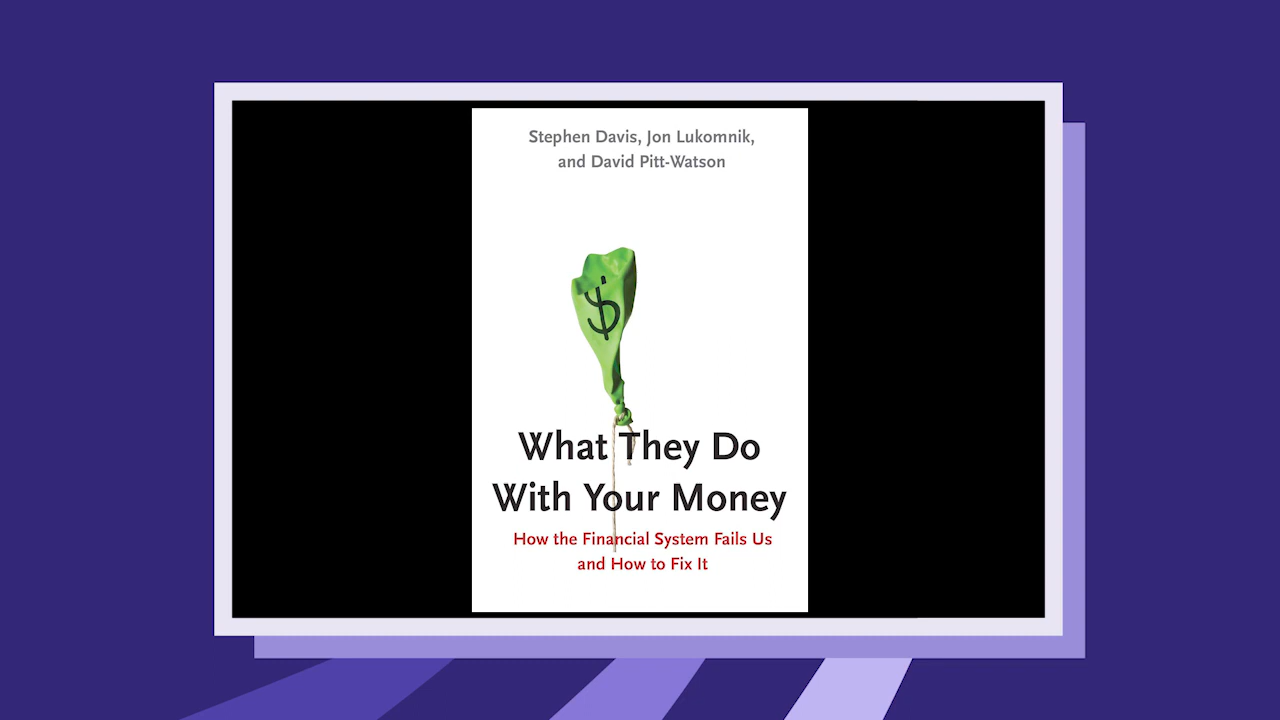 Stephen Davis, Jon Lukomnik,
and David Pitt-Watson
$
What They Do
With Your Money
How the Financial System Fails Us
and How to Fix It